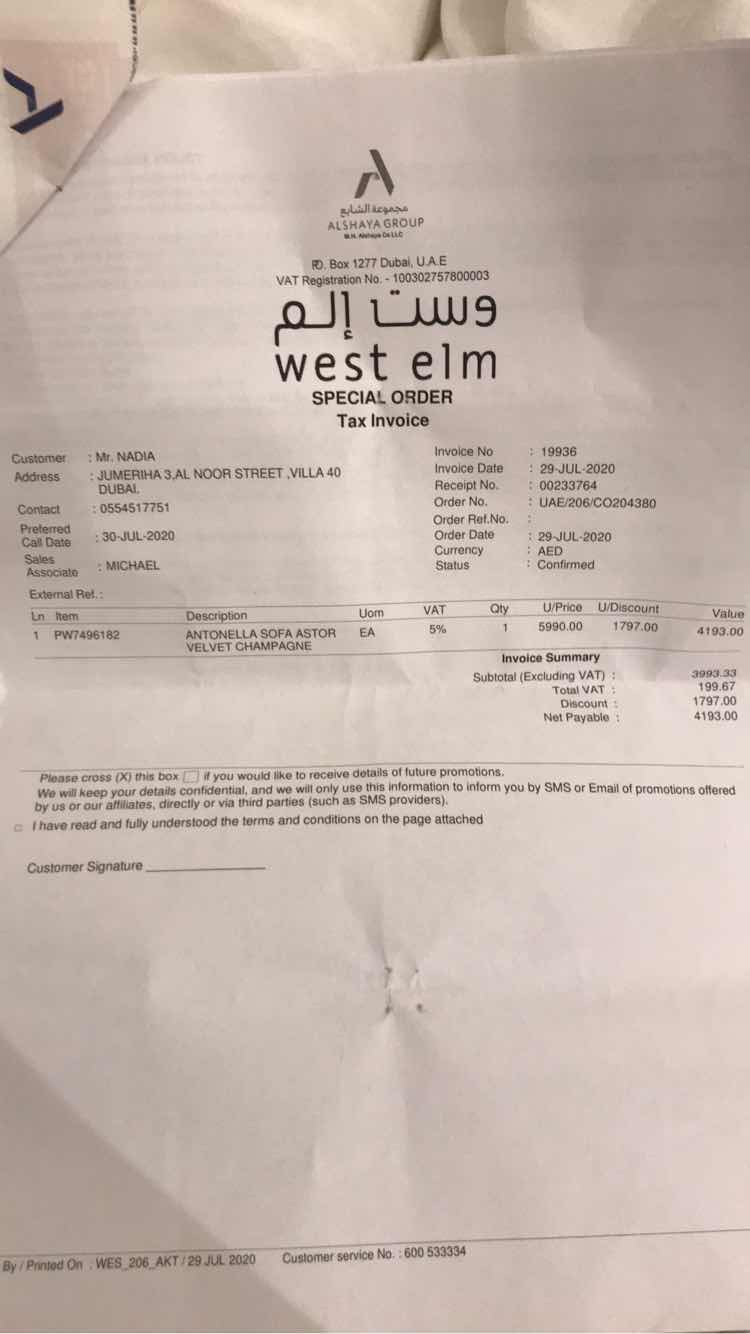 مجموعة الشايع
ALSHAYA GROUP
M.H. Alshaya Co LLC
P.O. Box 1277 Dubai, U.A.E
VAT Registration No. - 100302757800003
وست إلم
west elm
SPECIAL ORDER
Tax Invoice
Customer : Mr. NADIA
Address : JUMERIHA 3,AL NOOR STREET ,VILLA 40
DUBAI.
Contact : 0554517751
Preferred
Call Date : 30-JUL-2020
Sales
Associate : MICHAEL
External Ref.:
Invoice No : 19936
Invoice Date : 29-JUL-2020
Receipt No. : 00233764
Order No. : UAE/206/CO204380
Order Ref.No. :
Order Date : 29-JUL-2020
Currency : AED
Status : Confirmed
Ln Item Description Uom VAT Qty U/Price U/Discount Value
1 PW7496182 ANTONELLA SOFA ASTOR EA 5% 1 5990.00 1797.00 4193.00
VELVET CHAMPAGNE
Invoice Summary
Subtotal (Excluding VAT) : 3993.33
Total VAT : 199.67
Discount : 1797.00
Net Payable : 4193.00
Please cross (X) this box if you would like to receive details of future promotions.
We will keep your details confidential, and we will only use this information to inform you by SMS or Email of promotions offered
by us or our affiliates, directly or via third parties (such as SMS providers).
I have read and fully understood the terms and conditions on the page attached
Customer Signature
By / Printed On : WES_206_AKT / 29 JUL 2020 Customer service No. : 600 533334